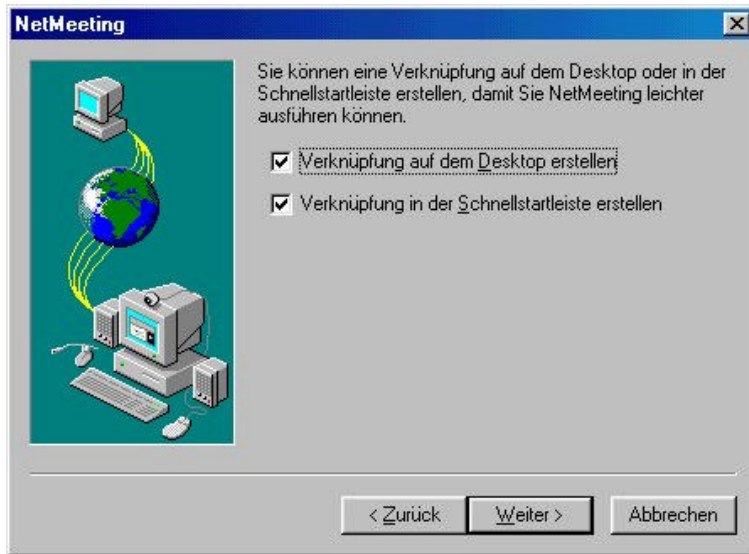 NetMeeting
Sie können eine Verknüpfung auf dem Desktop oder in der
Schnellstartleiste erstellen, damit Sie NetMeeting leichter
ausführen können.
Verknüpfung auf dem Desktop erstellen
Verknüpfung in der Schnellstartleiste erstellen
< Zurück
Weiter >
Abbrechen